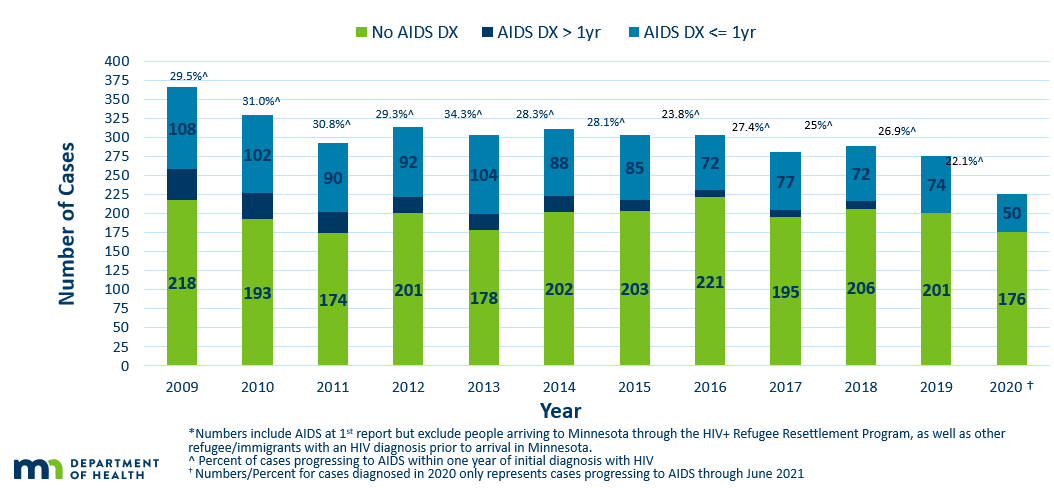 No AIDS DX AIDS DX > 1yr AIDS DX <= 1yr
Number of Cases
400
375
350
325
300
275
250
225
200
175
150
125
100
75
50
25
0
29.5%^ 31.0%^ 30.8%^ 29.3%^ 34.3%^ 28.3%^ 28.1%^ 23.8%^ 27.4%^ 25%^ 26.9%^ 22.1%^
108 102 90 92 104 88 85 72 77 72 74 50
218 193 174 201 178 202 203 221 195 206 201 176
2009 2010 2011 2012 2013 2014 2015 2016 2017 2018 2019 2020 †
Year
*Numbers include AIDS at 1st report but exclude people arriving to Minnesota through the HIV+ Refugee Resettlement Program, as well as other
refugee/immigrants with an HIV diagnosis prior to arrival in Minnesota.
^ Percent of cases progressing to AIDS within one year of initial diagnosis with HIV
† Numbers/Percent for cases diagnosed in 2020 only represents cases progressing to AIDS through June 2021
DEPARTMENT
OF HEALTH